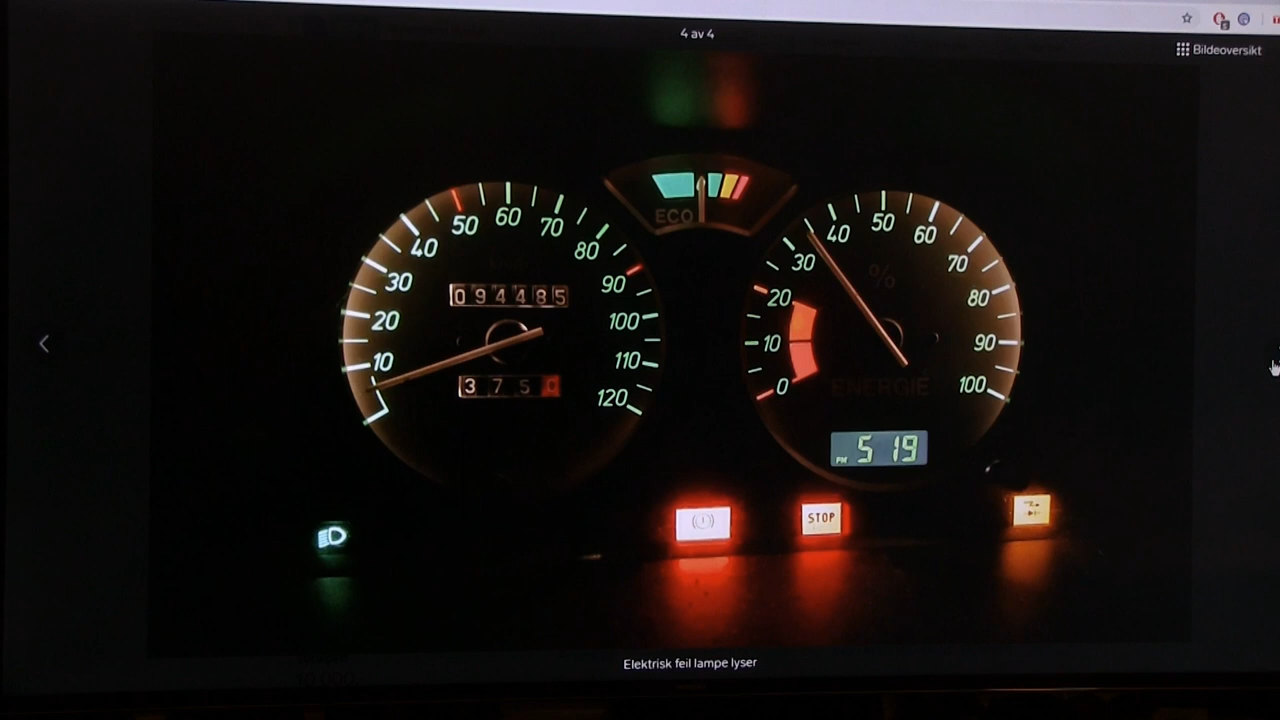 4 av 4
Bildeoversikt
ECO
10 20 30 40 50 60 70 80 90 100 110 120
094485
3750
0 10 20 30 40 50 60 70 80 90 100
%
ENERGIE
PM 5 19
STOP
Elektrisk feil lampe lyser